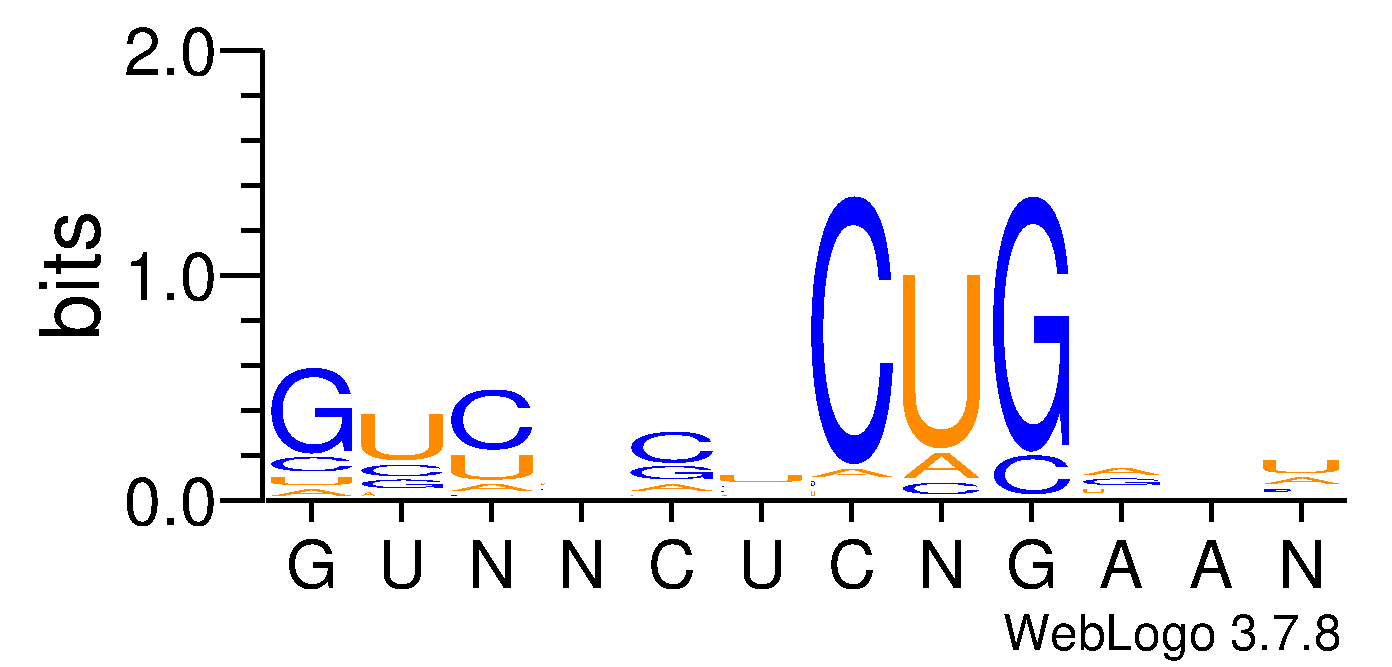 2.0
1.0
0.0
bits
G U C C C U G
C C U U G U A A C A U
U G A A C G A
A
G U N N C U C N G A A N
WebLogo 3.7.8